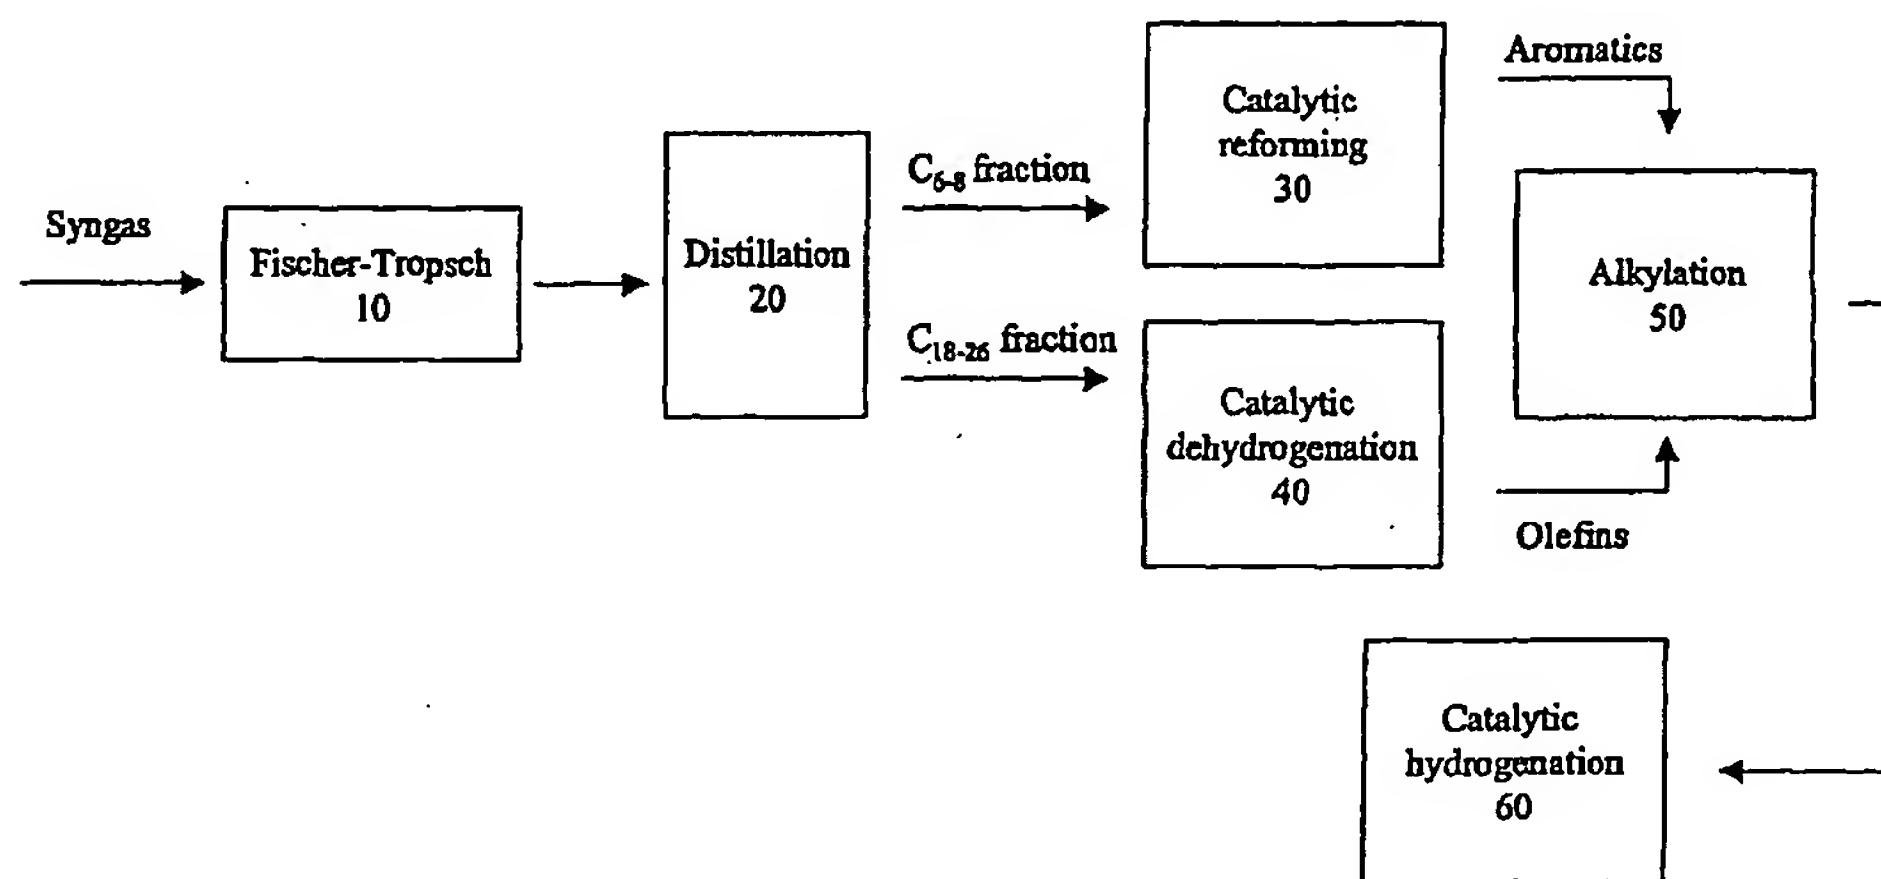 Syngas
Fischer-Tropsch
10
Distillation
20
C6-8 fraction
C18-26 fraction
Catalytic
reforming
30
Catalytic
dehydrogenation
40
Aromatics
Olefins
Alkylation
50
Catalytic
hydrogenation
60